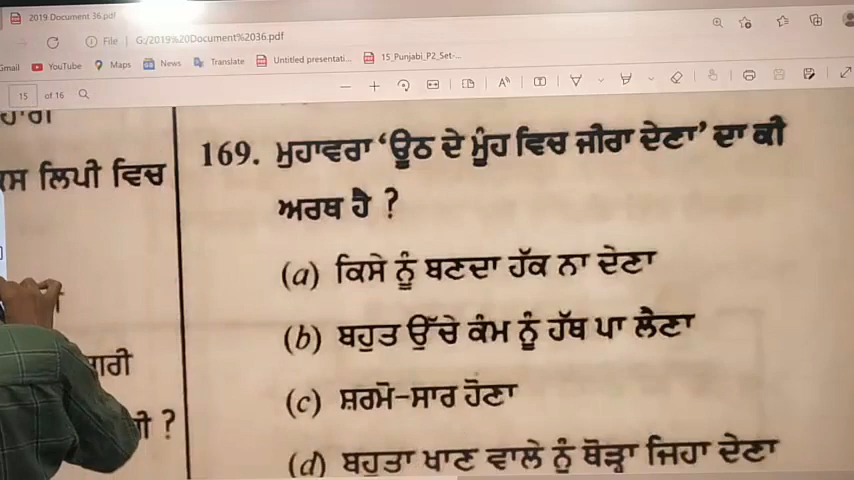 2019 Document 36.pdf
File | G:/2019%20Document%2036.pdf
Gmail YouTube Maps News Translate Untitled presentati... 15_Punjabi_P2_Set-...
15 of 16
ਸ ਲਿਪੀ ਵਿਚ
ਗਰੀ
ਹੀ ?
169. ਮੁਹਾਵਰਾ ‘ਊਠ ਦੇ ਮੂੰਹ ਵਿਚ ਜੀਰਾ ਦੇਣਾ’ ਦਾ ਕੀ
ਅਰਥ ਹੈ ?
(a) ਕਿਸੇ ਨੂੰ ਬਣਦਾ ਹੱਕ ਨਾ ਦੇਣਾ
(b) ਬਹੁਤ ਉੱਚੇ ਕੰਮ ਨੂੰ ਹੱਥ ਪਾ ਲੈਣਾ
(c) ਸ਼ਰਮੋ-ਸਾਰ ਹੋਣਾ
(d) ਬਹੁਤਾ ਖਾਣ ਵਾਲੇ ਨੂੰ ਥੋੜ੍ਹਾ ਜਿਹਾ ਦੇਣਾ